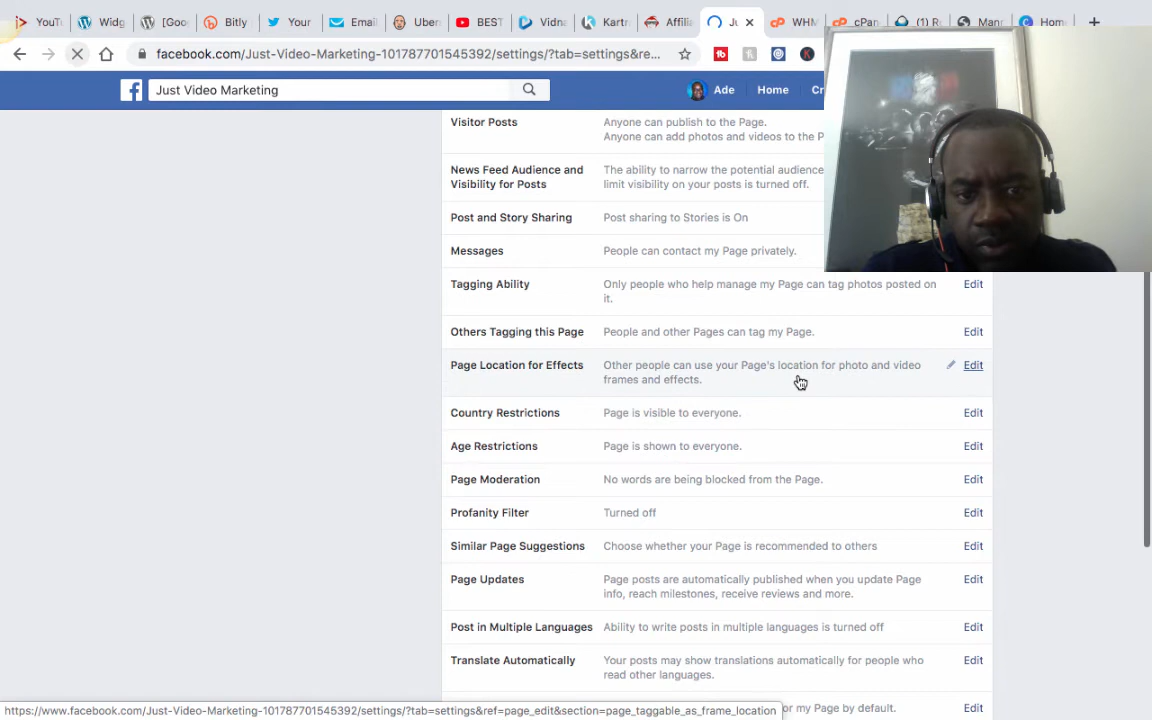 YouTu
Widg
[Goo
Bitly
Your
Email
Uber
BEST
Vidna
Kartr
Affilia
Ju
WHM
_cPan
(1) Ro
Mann
Hom
facebook.com/Just-Video-Marketing-101787701545392/settings/?tab=settings&re...
Just Video Marketing
Ade
Home
Cr
Visitor Posts
Anyone can publish to the Page.
Anyone can add photos and videos to the P
News Feed Audience and
Visibility for Posts
The ability to narrow the potential audience
limit visibility on your posts is turned off.
Post and Story Sharing
Post sharing to Stories is On
Messages
People can contact my Page privately.
Tagging Ability
Only people who help manage my Page can tag photos posted on
it.
Edit
Others Tagging this Page
People and other Pages can tag my Page.
Edit
Page Location for Effects
Other people can use your Page's location for photo and video
frames and effects.
Edit
Country Restrictions
Page is visible to everyone.
Edit
Age Restrictions
Page is shown to everyone.
Edit
Page Moderation
No words are being blocked from the Page.
Edit
Profanity Filter
Turned off
Edit
Similar Page Suggestions
Choose whether your Page is recommended to others
Edit
Page Updates
Page posts are automatically published when you update Page
info, reach milestones, receive reviews and more.
Edit
Post in Multiple Languages
Ability to write posts in multiple languages is turned off
Edit
Translate Automatically
Your posts may show translations automatically for people who
read other languages.
Edit
or my Page by default.
Edit
https://www.facebook.com/Just-Video-Marketing-101787701545392/settings/?tab=settings&ref=page_edit&section=page_taggable_as_frame_location